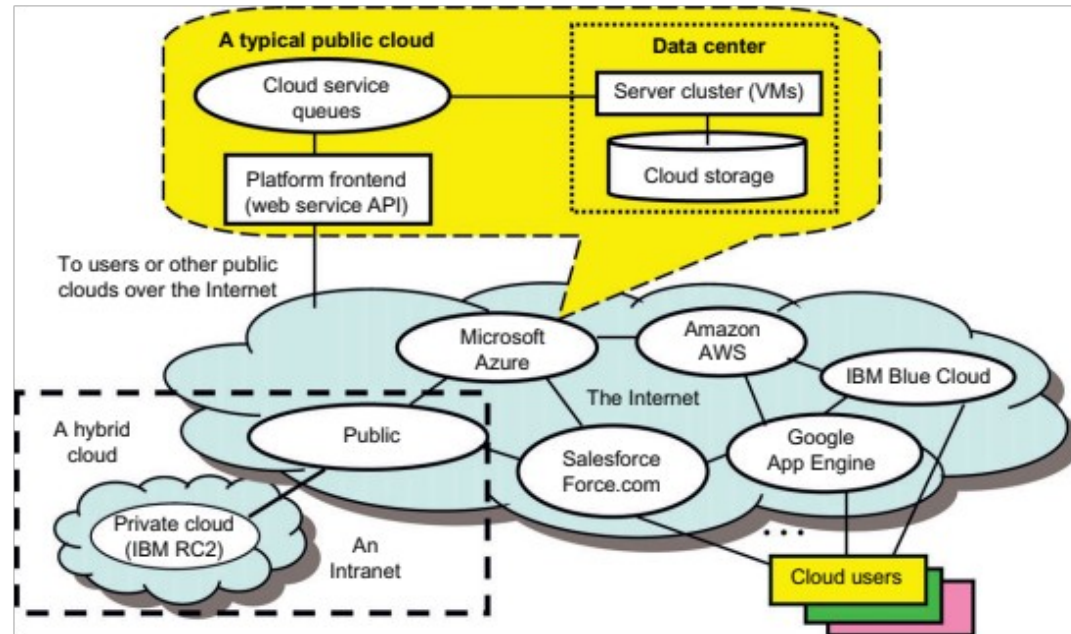 A typical public cloud
Data center
Cloud service
queues
Server cluster (VMs)
Platform frontend
(web service API)
Cloud storage
To users or other public
clouds over the Internet
Microsoft
Azure
Amazon
AWS
IBM Blue Cloud
The Internet
A hybrid
cloud
Public
Salesforce
Force.com
Google
App Engine
Private cloud
(IBM RC2)
An
Intranet
...
Cloud users